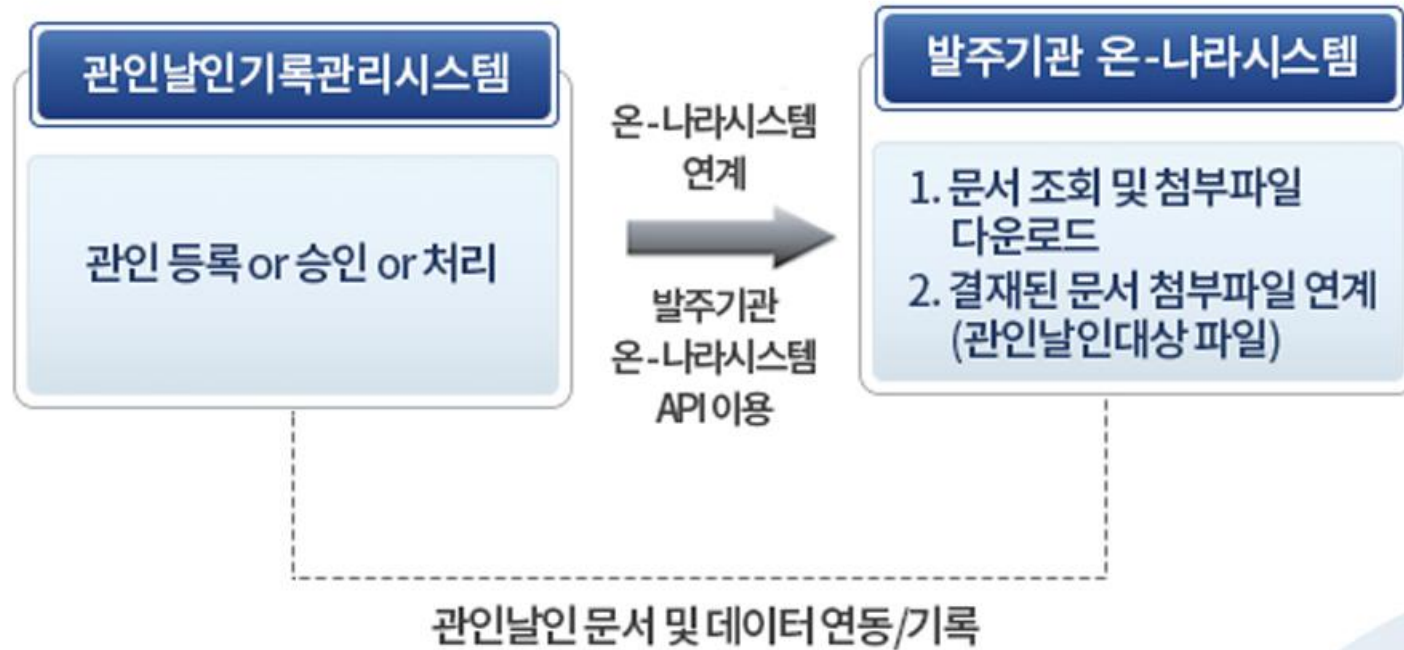 관인날인기록관리시스템
관인 등록 or 승인 or 처리
온-나라시스템
연계
발주기관
온-나라시스템
API 이용
발주기관 온-나라시스템
1. 문서 조회 및 첨부파일
다운로드
2. 결재된 문서 첨부파일 연계
(관인날인대상 파일)
관인날인 문서 및 데이터 연동/기록